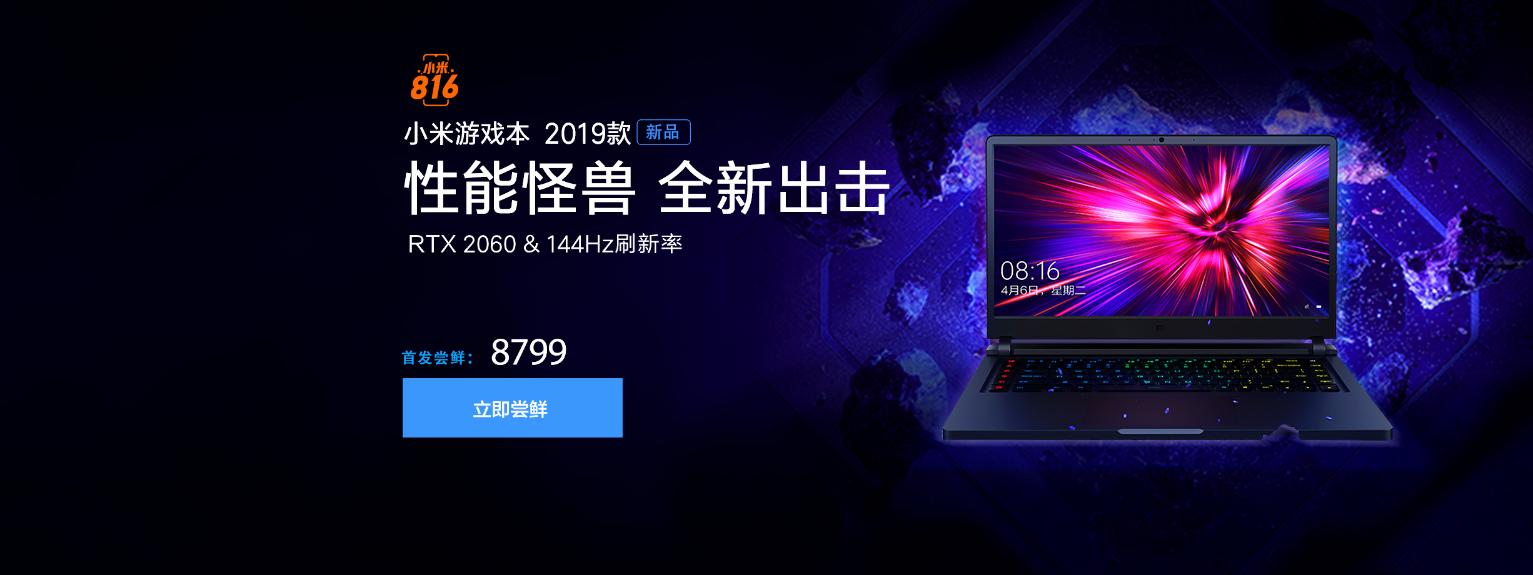 小米
816
小米游戏本 2019款 新品
性能怪兽 全新出击
RTX 2060 & 144Hz刷新率
首发尝鲜： 8799
立即尝鲜
08:16
4月6日，星期二